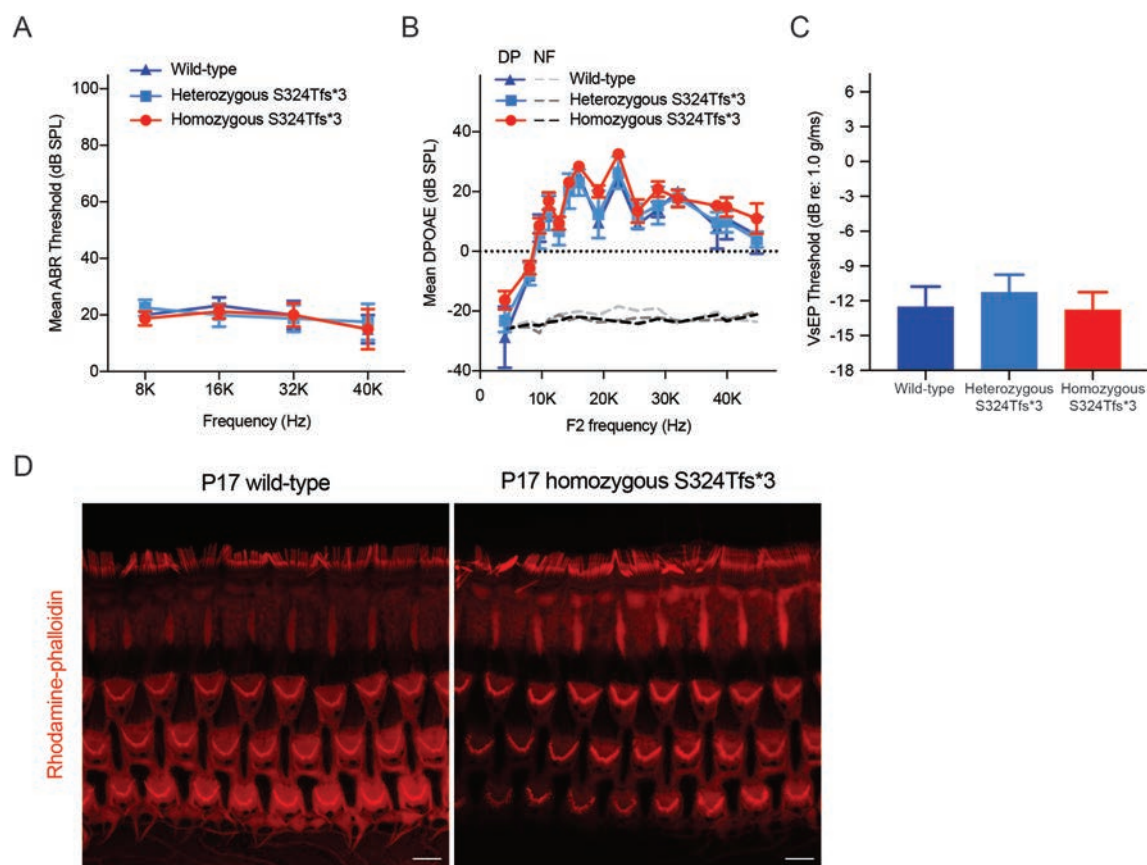 A
Wild-type
Heterozygous S324Tfs*3
Homozygous S324Tfs*3
Mean ABR Threshold (dB SPL)
100
80
60
40
20
0
8K 16K 32K 40K
Frequency (Hz)
B
DP NF
Wild-type
Heterozygous S324Tfs*3
Homozygous S324Tfs*3
Mean DPOAE (dB SPL)
40
20
0
-20
-40
0 10K 20K 30K 40K
F2 frequency (Hz)
C
VsEP Threshold (dB re: 1.0 g/ms)
6
3
0
-3
-6
-9
-12
-15
-18
Wild-type Heterozygous Homozygous
S324Tfs*3 S324Tfs*3
D
P17 wild-type P17 homozygous S324Tfs*3
Rhodamine-phalloidin